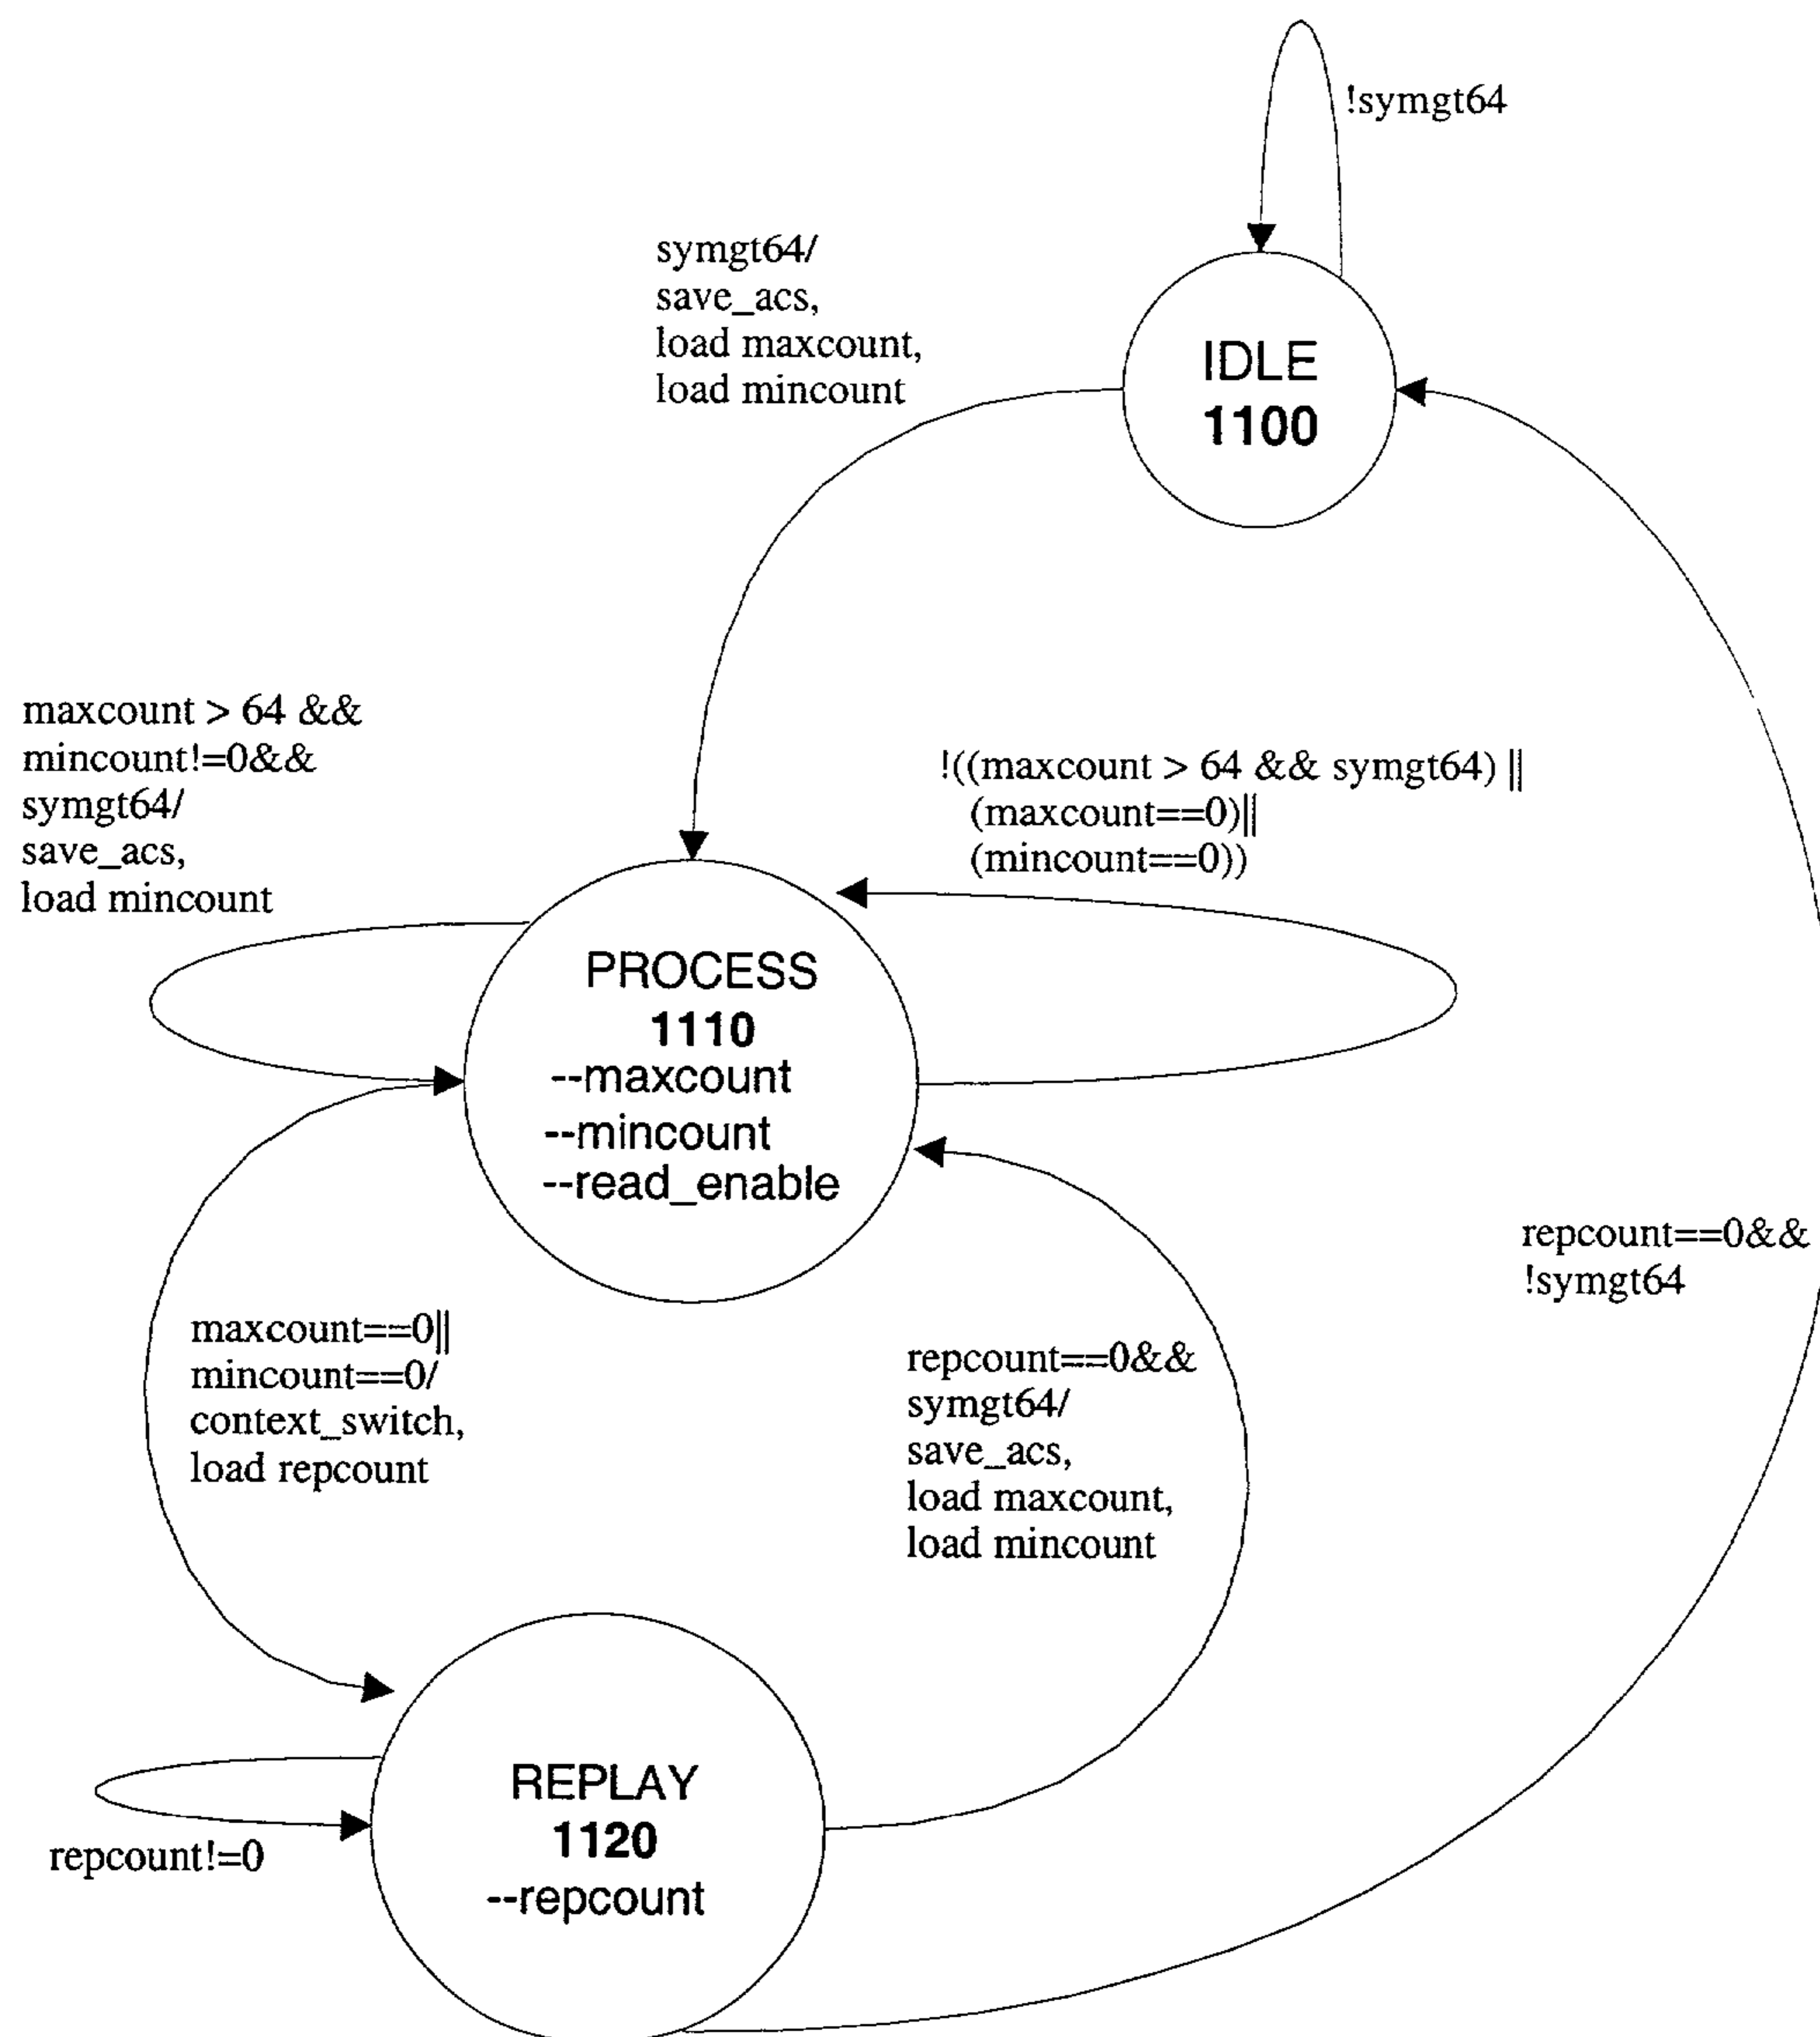 !symgt64
symgt64/
save_acs,
load maxcount,
load mincount
IDLE
1100
maxcount > 64 &&
mincount!=0&&
symgt64/
save_acs,
load mincount
!((maxcount > 64 && symgt64) ||
(maxcount==0)||
(mincount==0))
PROCESS
1110
--maxcount
--mincount
--read_enable
repcount==0&&
!symgt64
maxcount==0||
mincount==0/
context_switch,
load repcount
repcount==0&&
symgt64/
save_acs,
load maxcount,
load mincount
REPLAY
1120
--repcount
repcount!=0